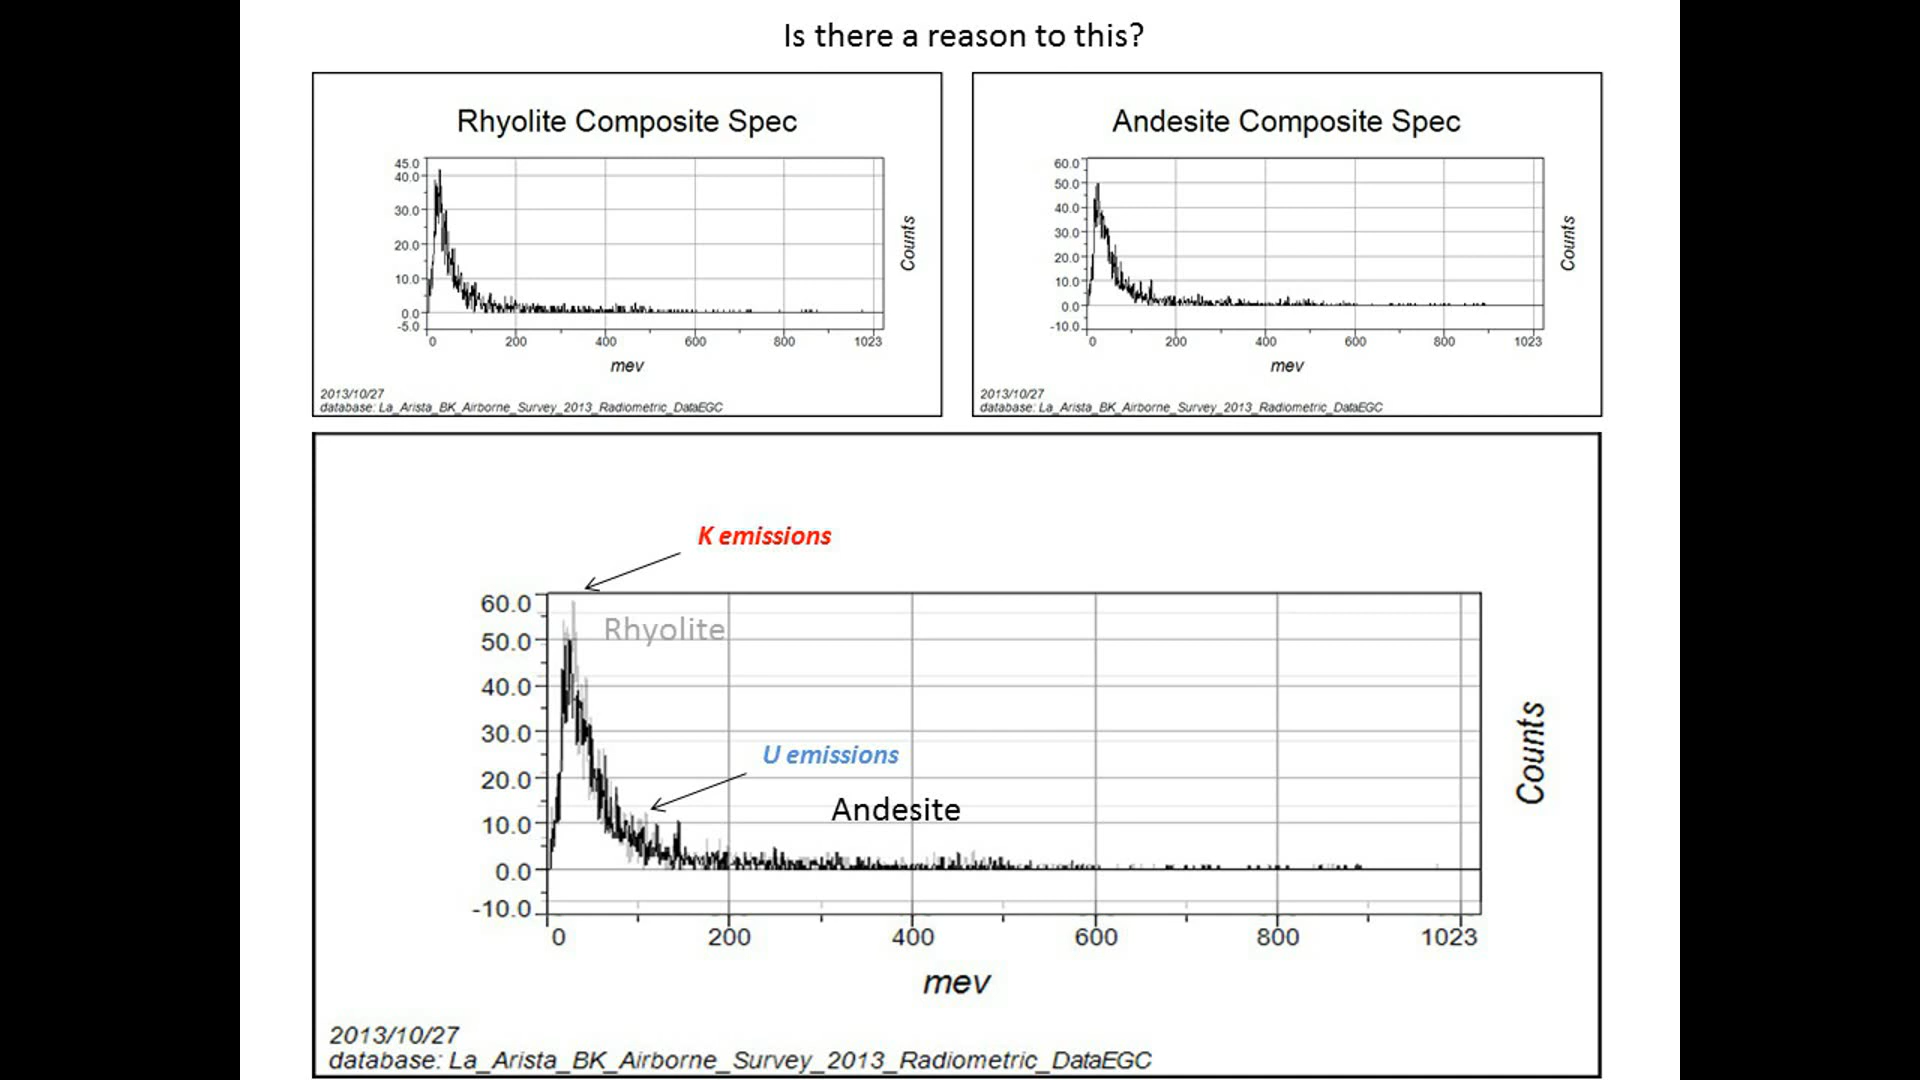 Is there a reason to this?
Rhyolite Composite Spec
45.0
40.0
30.0
20.0
10.0
0.0
-5.0
0 200 400 600 800 1023
mev
Counts
2013/10/27
database: La_Arista_BK_Airborne_Survey_2013_Radiometric_DataEGC
Andesite Composite Spec
60.0
50.0
40.0
30.0
20.0
10.0
0.0
-10.0
0 200 400 600 800 1023
mev
Counts
2013/10/27
database: La_Arista_BK_Airborne_Survey_2013_Radiometric_DataEGC
K emissions
Rhyolite
U emissions
Andesite
60.0
50.0
40.0
30.0
20.0
10.0
0.0
-10.0
0 200 400 600 800 1023
mev
Counts
2013/10/27
database: La_Arista_BK_Airborne_Survey_2013_Radiometric_DataEGC